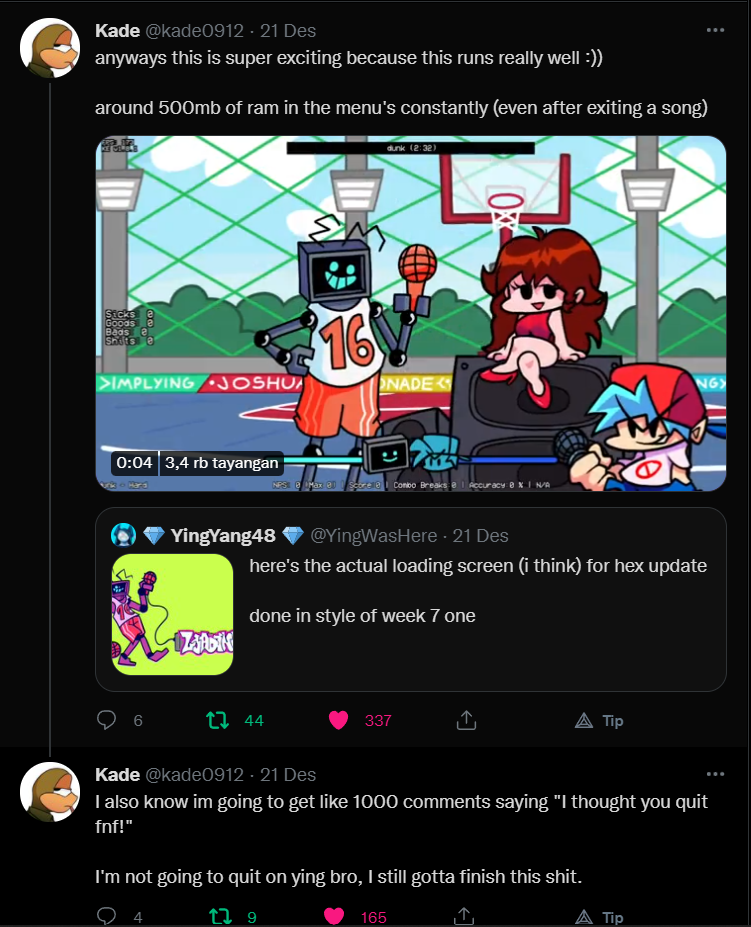 Kade @kade0912 · 21 Des
anyways this is super exciting because this runs really well :))
around 500mb of ram in the menu's constantly (even after exiting a song)
dunk (2:32)
Sicks 0
Goods 0
Bads 0
Shits 0
16
>IMPLYING
•JOSHUA
NADE
NG
0:04 3,4 rb tayangan
Hard
NPS: 0 (Max 0) | Score:0 | Combo Breaks:0 | Accuracy:0 % | N/A
YingYang48 @YingWasHere · 21 Des
here's the actual loading screen (i think) for hex update
done in style of week 7 one
6 44 337 Tip
Kade @kade0912 · 21 Des
I also know im going to get like 1000 comments saying "I thought you quit
fnf!"
I'm not going to quit on ying bro, I still gotta finish this shit.
4 9 165 Tip